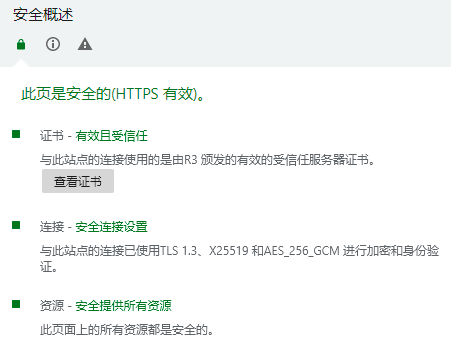 安全概述
此页是安全的(HTTPS 有效)。
证书 - 有效且受信任
与此站点的连接使用的是由R3 颁发的有效的受信任服务器证书。
查看证书
连接 - 安全连接设置
与此站点的连接已使用TLS 1.3、X25519 和AES_256_GCM 进行加密和身份验
证。
资源 - 安全提供所有资源
此页面上的所有资源都是安全的。